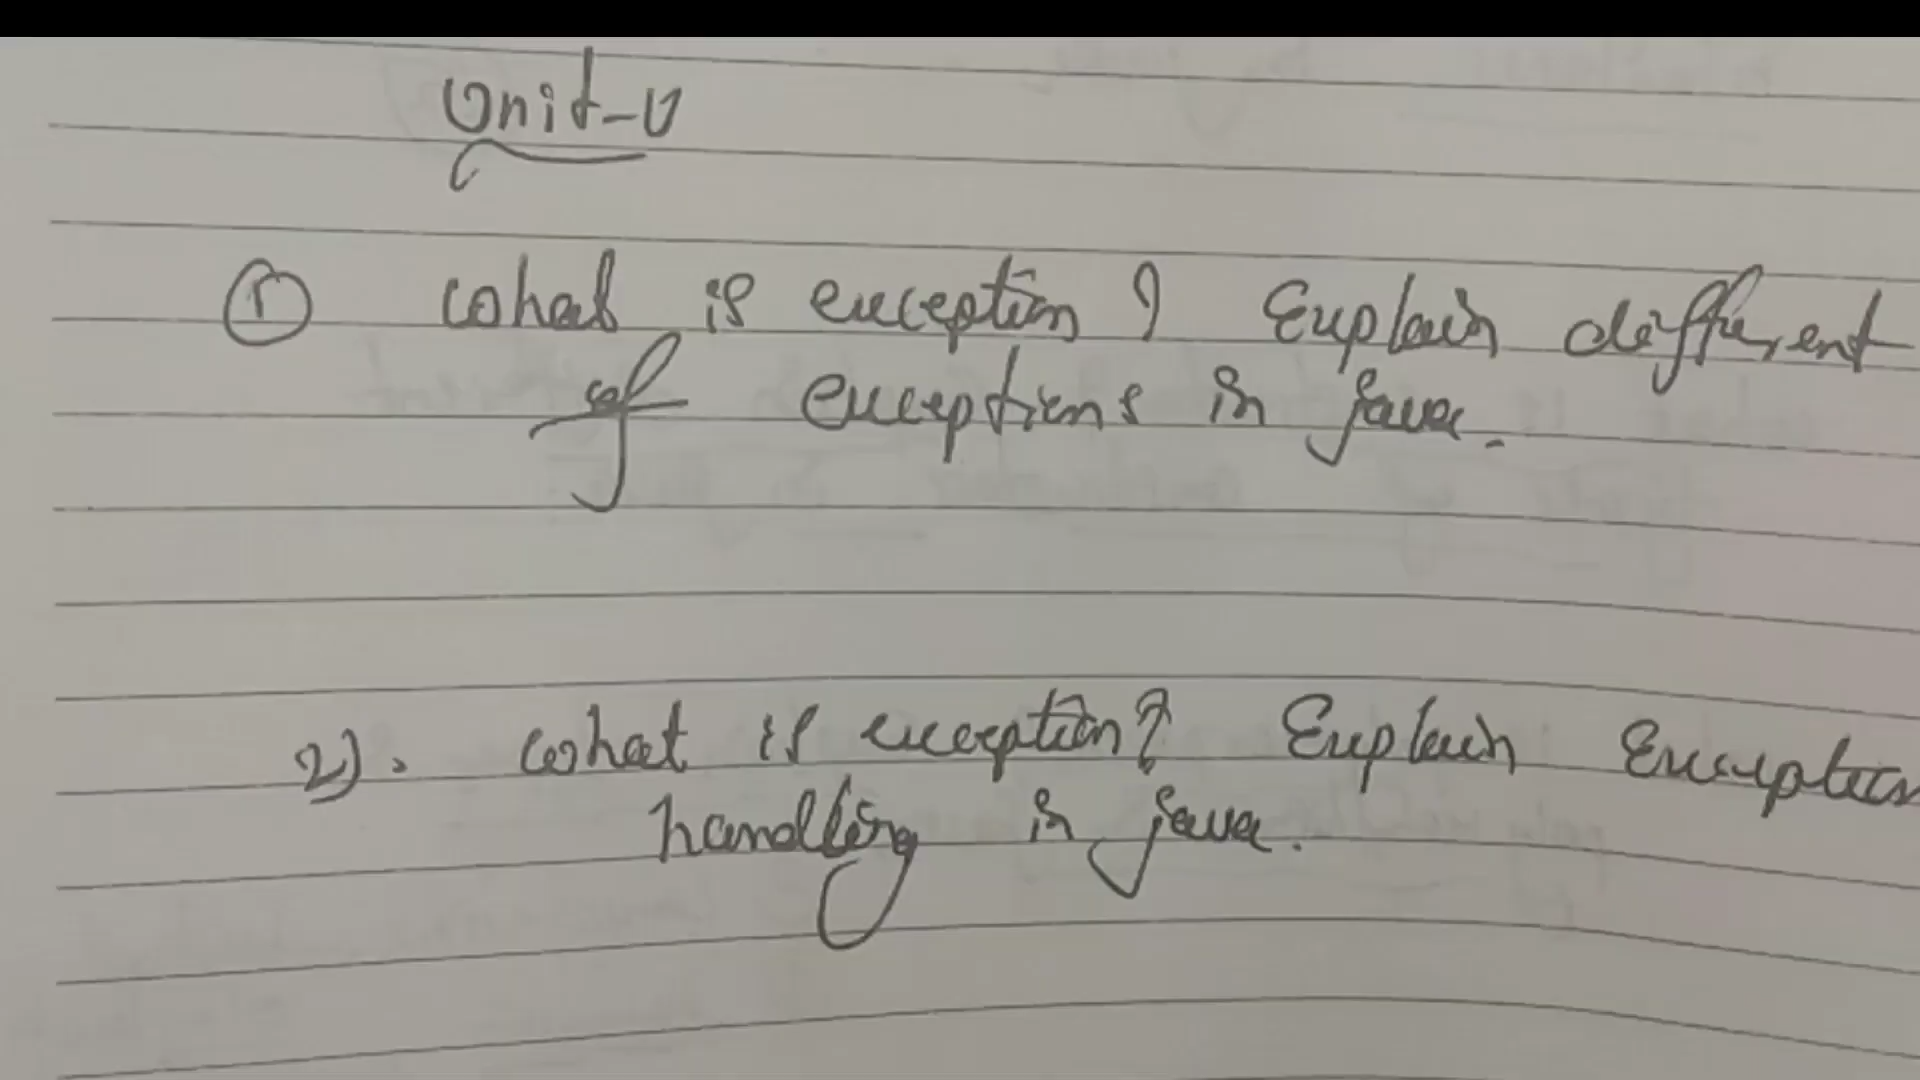 Unit-V
① What is exception? Explain different
of exceptions in java.
2). What is exception? Explain Exception
handling in java.